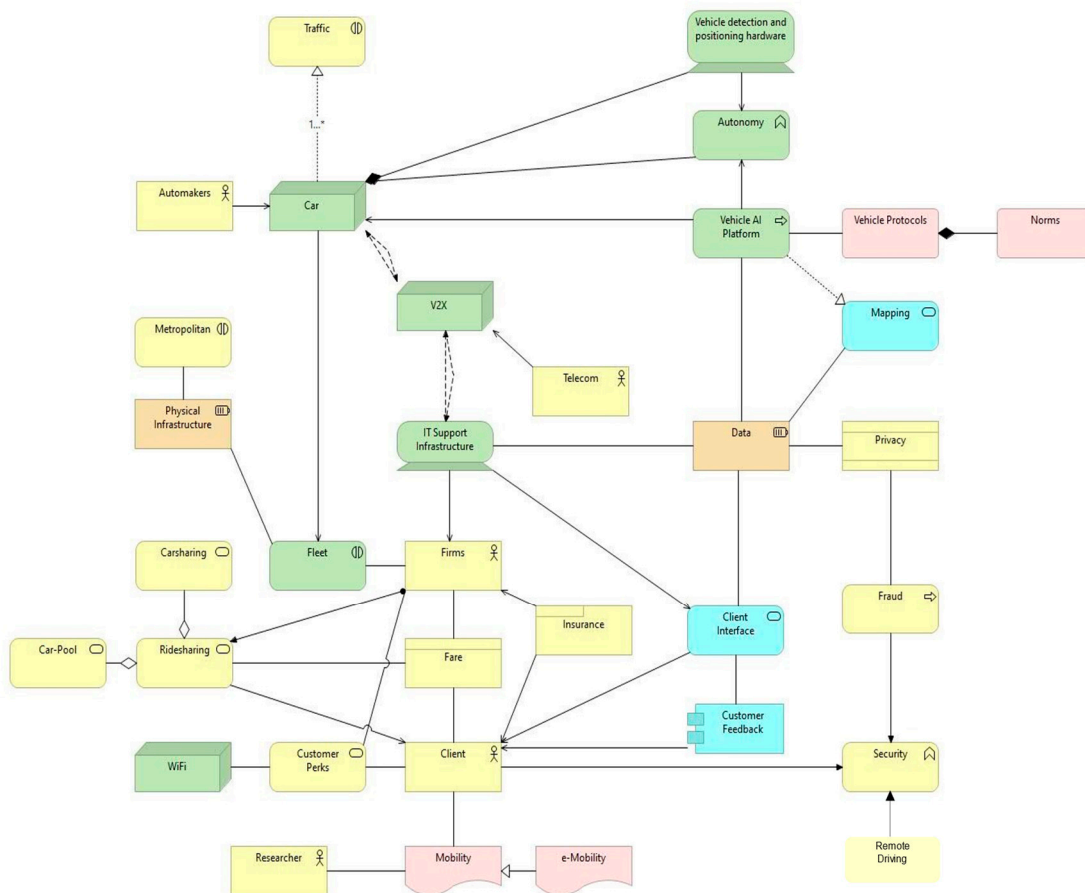 Traffic
Vehicle detection and
positioning hardware
1...*
Autonomy
Automakers
Car
Vehicle AI
Platform
Vehicle Protocols
Norms
V2X
Mapping
Metropolitan
Telecom
Physical
Infrastructure
IT Support
Infrastructure
Data
Privacy
Carsharing
Fleet
Firms
Fraud
Client
Interface
Insurance
Car-Pool
Ridesharing
Fare
Customer
Feedback
WiFi
Customer
Perks
Client
Security
Researcher
Mobility
e-Mobility
Remote
Driving